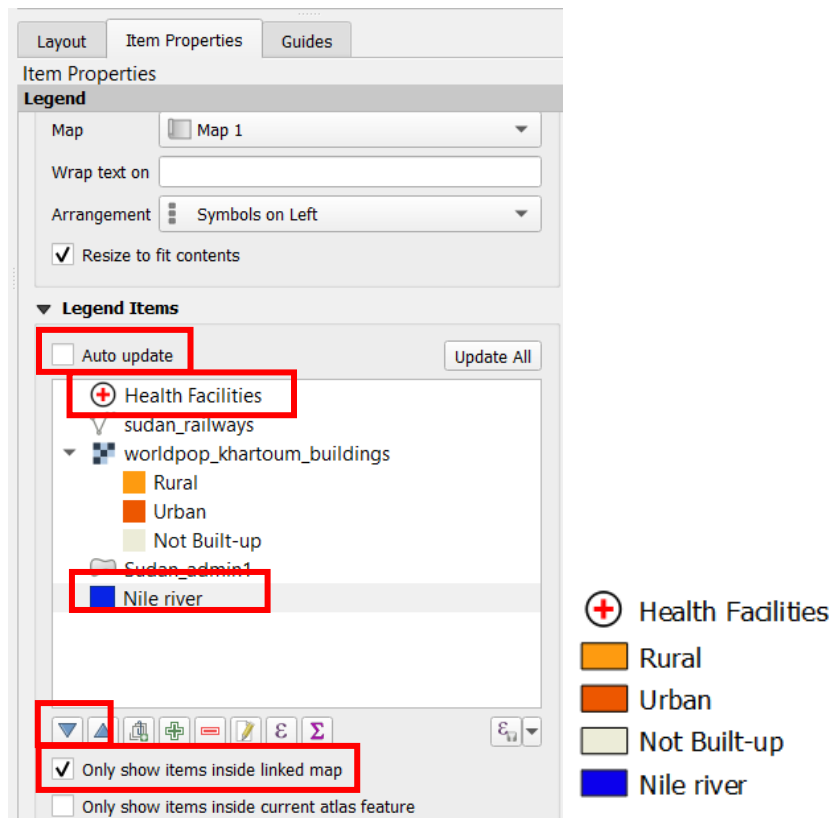 Layout Item Properties Guides
Item Properties
Legend
Map Map 1
Wrap text on
Arrangement Symbols on Left
Resize to fit contents
Legend Items
Auto update Update All
Health Facilities
sudan_railways
worldpop_khartoum_buildings
Rural
Urban
Not Built-up
Sudan_admin1
Nile river
ε Σ ε
Only show items inside linked map
Only show items inside current atlas feature
Health Facilities
Rural
Urban
Not Built-up
Nile river